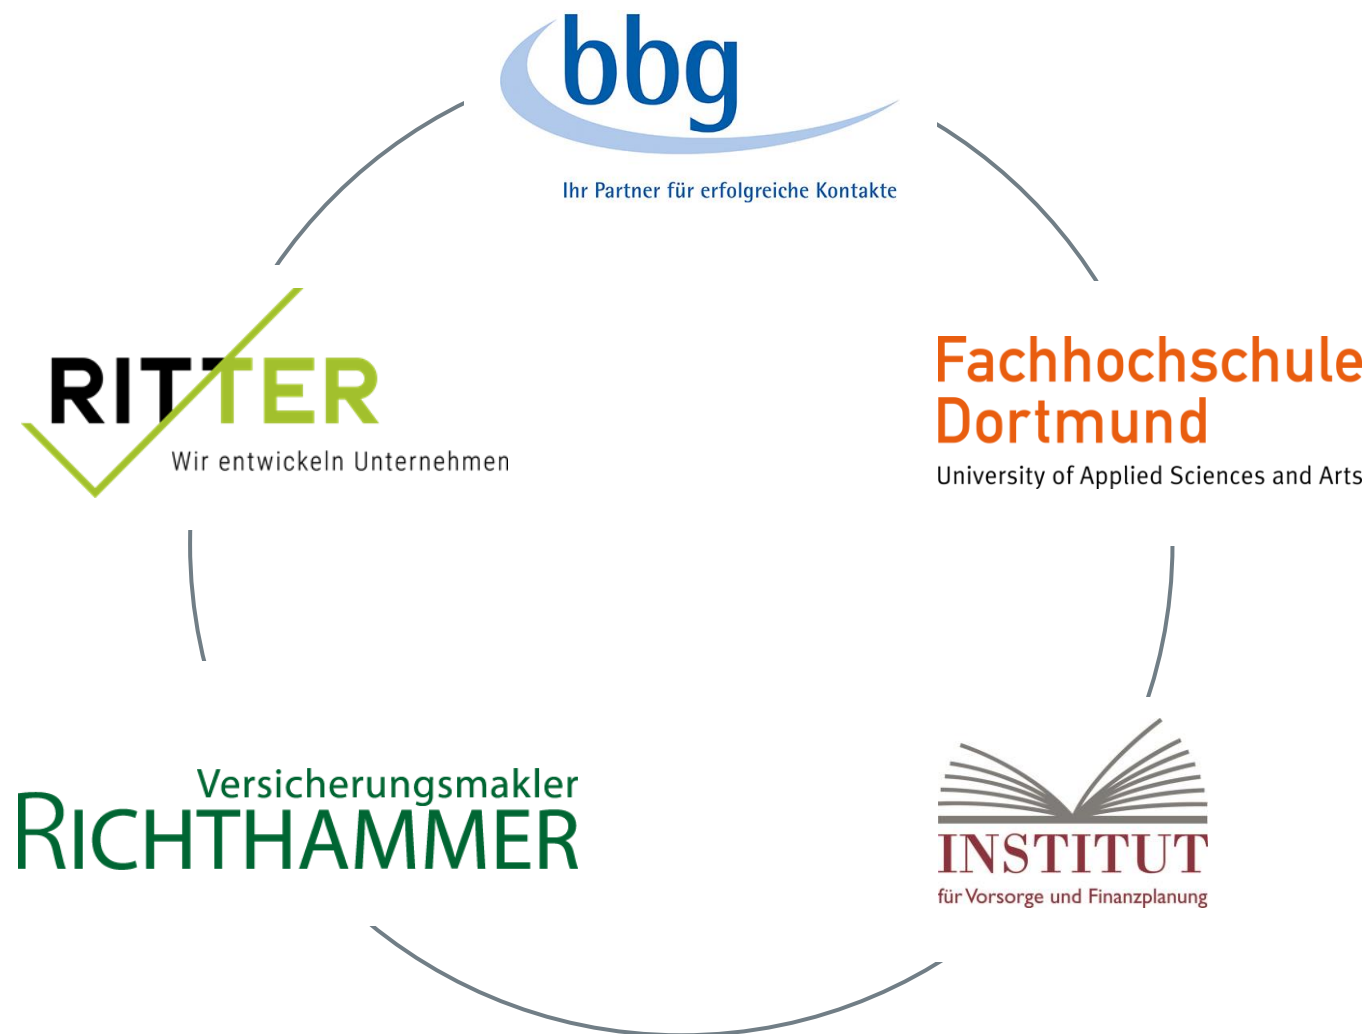 bbg
Ihr Partner für erfolgreiche Kontakte
RITTER
Wir entwickeln Unternehmen
Fachhochschule
Dortmund
University of Applied Sciences and Arts
Versicherungsmakler
RICHTHAMMER
INSTITUT
für Vorsorge und Finanzplanung